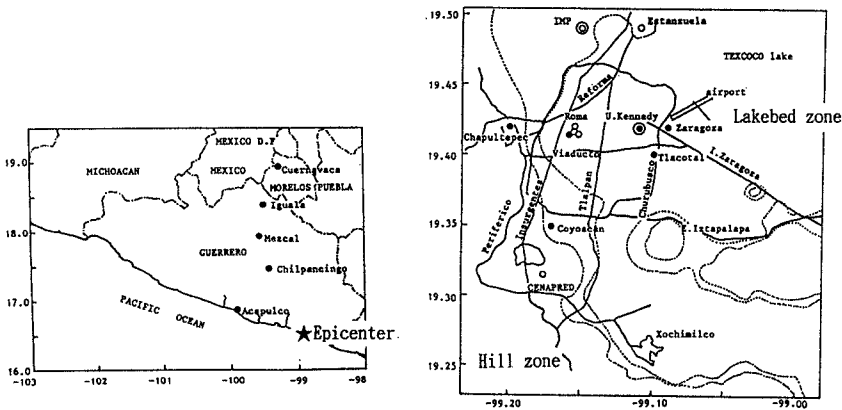 19.0
18.0
17.0
16.0
-103
-102
-101
-100
-99
-98
MEXICO D.F
MICHOACAN
MEXICO
Cuernavaca
MORELOS
PUEBLA
Iguala
GUERRERO
Mezcal
Chilpancingo
PACIFIC OCEAN
Acapulco
Epicenter
19.50
19.45
19.40
19.35
19.30
19.25
-99.20
-99.10
-99.00
IMP
Estanzuela
TEXCOCO lake
Reforma
airport
Lakebed zone
Roma
U.Kennady
Zaragoza
Chapultepec
Viaducto
Tlacotal
I.Zaragoza
Periferico
Insurgentes
Tlalpan
Churubusco
Coyoacan
C.Iztapalapa
CENAPRED
Xochimilco
Hill zone